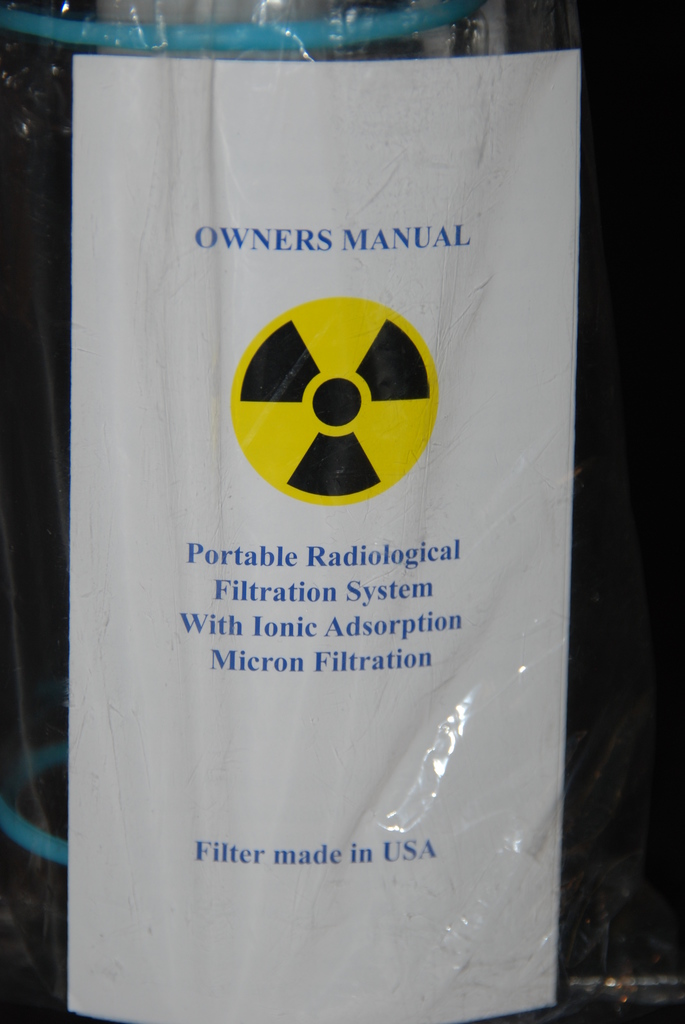 OWNERS MANUAL
Portable Radiological
Filtration System
With Ionic Adsorption
Micron Filtration
Filter made in USA